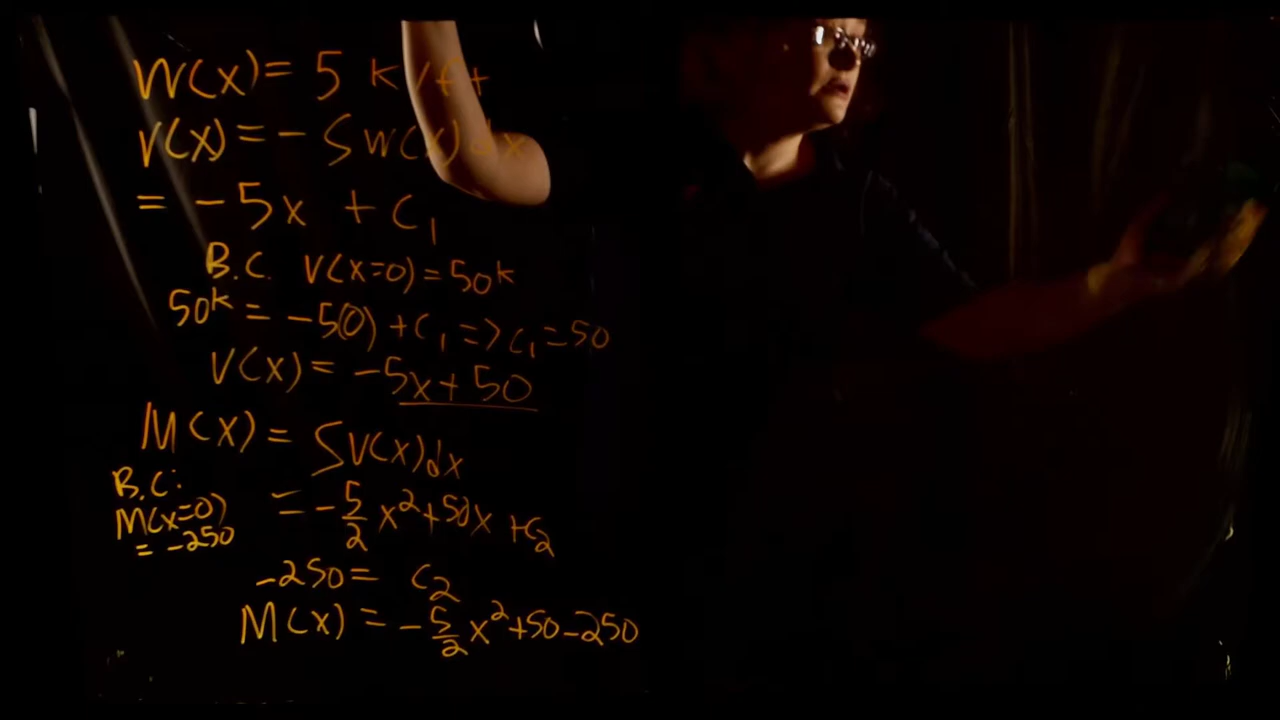 W(x) = 5 k/ft
V(x) = - ∫w(x)dx
= -5x + C₁
B.C. V(x=0) = 50ᵏ
50ᵏ = -5(0) + C₁ => C₁ = 50
V(x) = -5x + 50
M(x) = ∫V(x)dx
B.C:
M(x=0)
= -250
= -5/2 x² + 50x + C₂
-250 = C₂
M(x) = -5/2 x² + 50 - 250